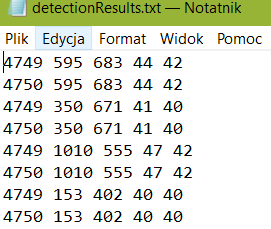 detectionResults.txt — Notatnik
Plik Edycja Format Widok Pomoc
4749 595 683 44 42
4750 595 683 44 42
4749 350 671 41 40
4750 350 671 41 40
4749 1010 555 47 42
4750 1010 555 47 42
4749 153 402 40 40
4750 153 402 40 40